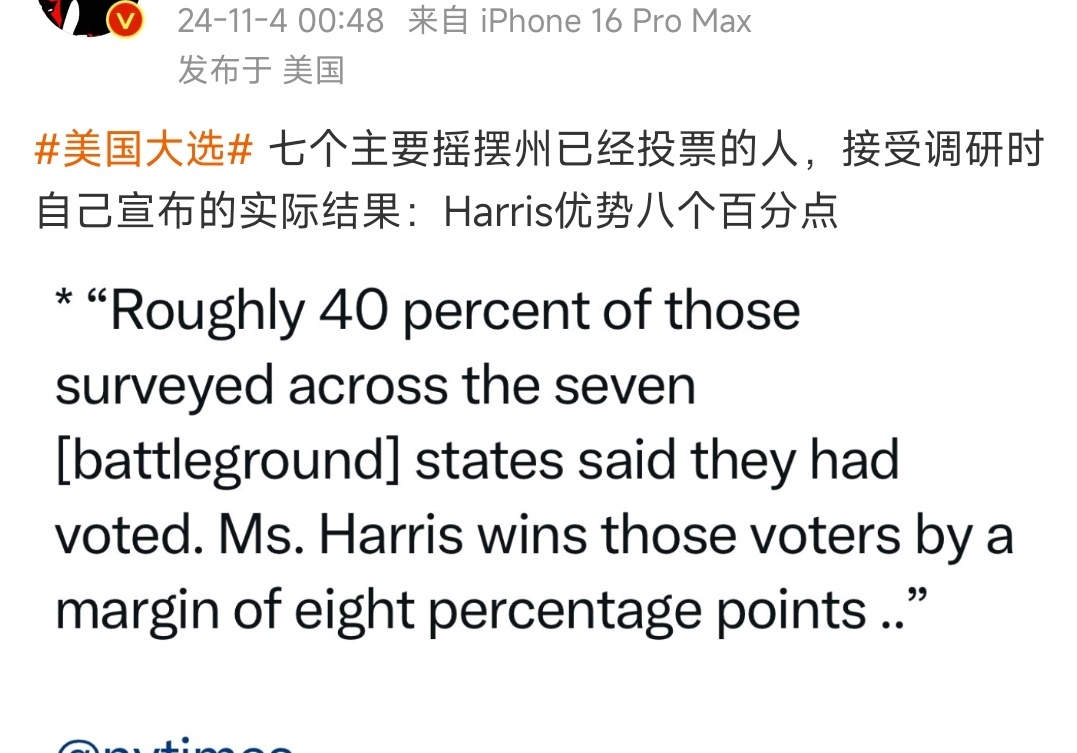 V
24-11-4 00:48 来自 iPhone 16 Pro Max
发布于 美国
#美国大选# 七个主要摇摆州已经投票的人，接受调研时
自己宣布的实际结果：Harris优势八个百分点
* “Roughly 40 percent of those
surveyed across the seven
[battleground] states said they had
voted. Ms. Harris wins those voters by a
margin of eight percentage points ..”
@nytimes